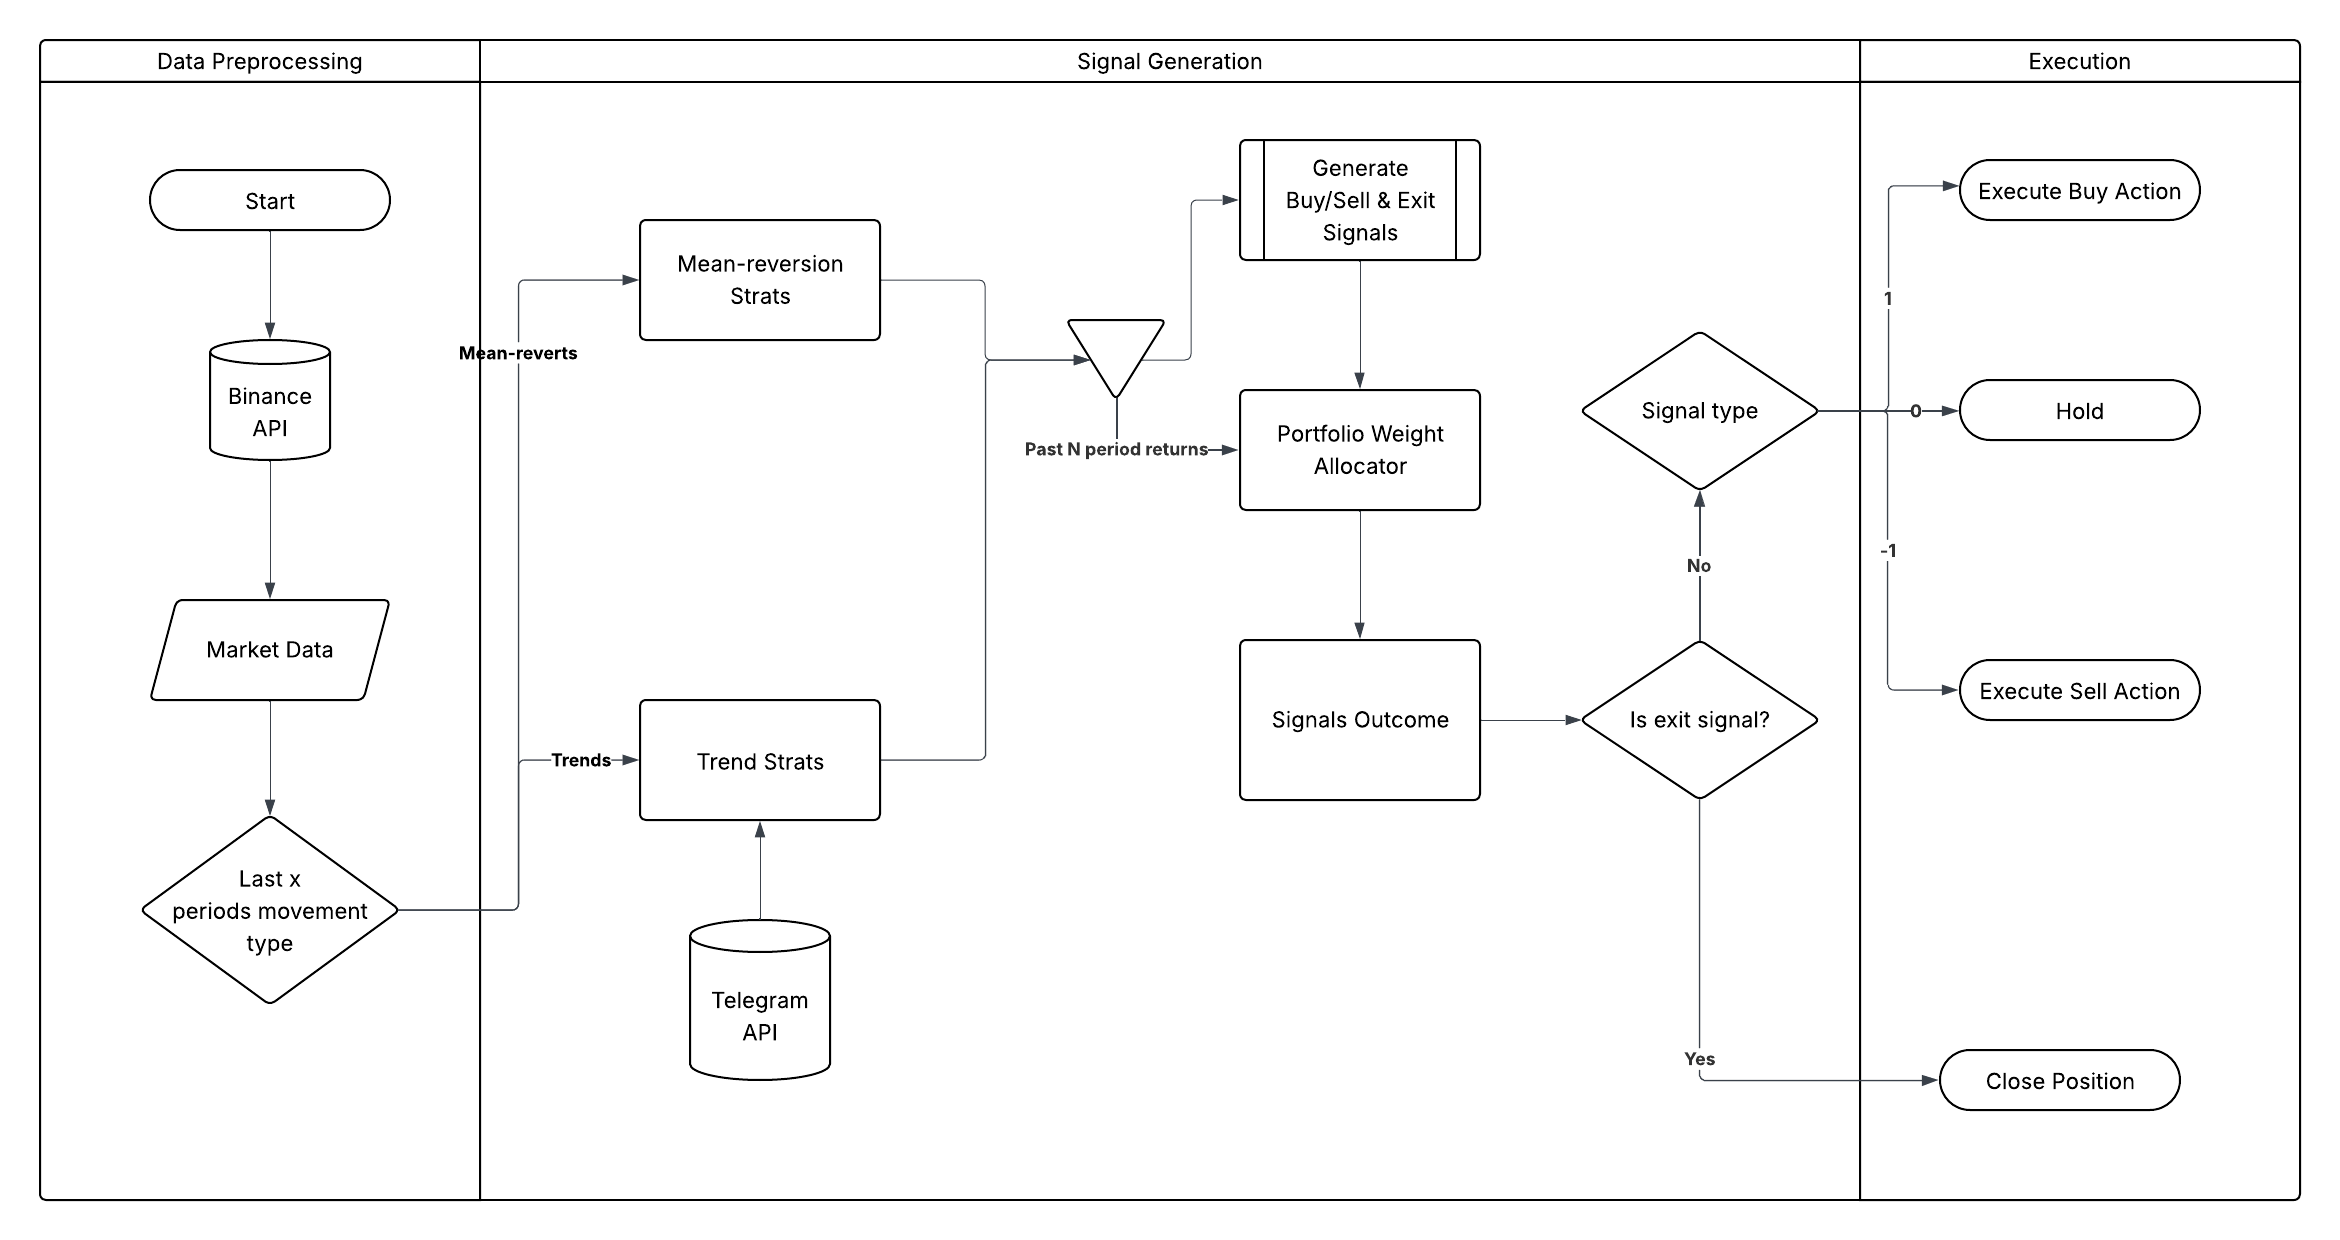 Data Preprocessing
Signal Generation
Execution
Start
Binance
API
Market Data
Last x
periods movement
type
Mean-reverts
Trends
Mean-reversion
Strats
Trend Strats
Telegram
API
Past N period returns
Generate
Buy/Sell & Exit
Signals
Portfolio Weight
Allocator
Signals Outcome
Is exit signal?
No
Yes
Signal type
1
0
-1
Execute Buy Action
Hold
Execute Sell Action
Close Position